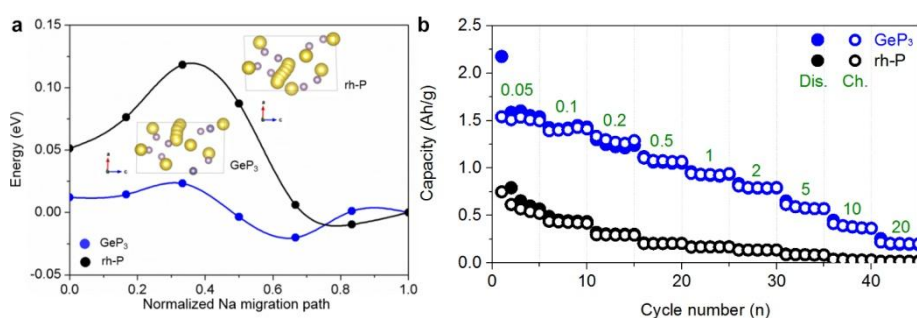 a
0.15
0.10
0.05
0.00
-0.05
Energy (eV)
0.0
0.2
0.4
0.6
0.8
1.0
Normalized Na migration path
rh-P
GeP₃
a
c
a
c
GeP₃
rh-P
b
2.5
2.0
1.5
1.0
0.5
0.0
Capacity (Ah/g)
0
10
20
30
40
Cycle number (n)
GeP₃
rh-P
Dis. Ch.
0.05
0.1
0.2
0.5
1
2
5
10
20